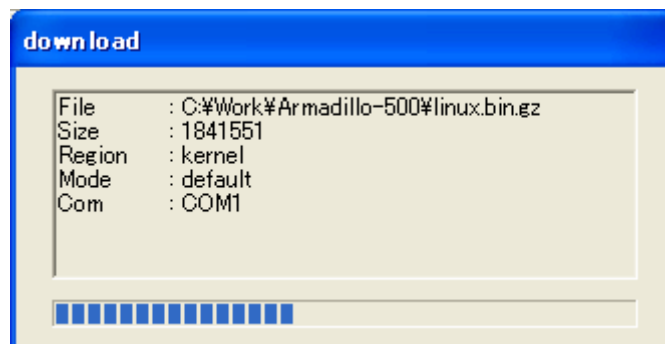 download
File : C:¥Work¥Armadillo-500¥linux.bin.gz
Size : 1841551
Region : kernel
Mode : default
Com : COM1